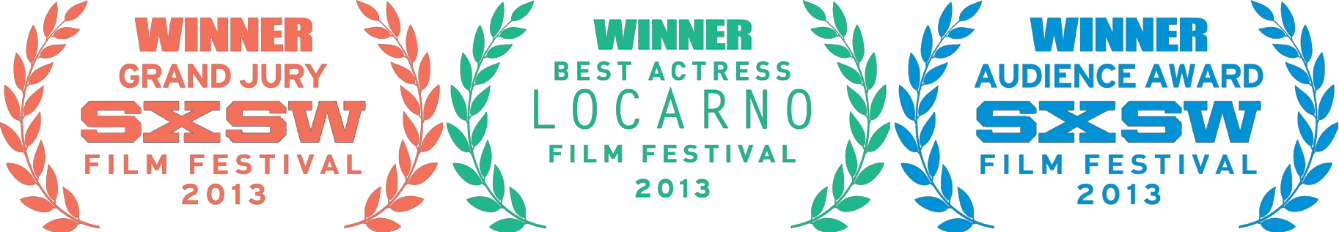 WINNER
GRAND JURY
SXSW
FILM FESTIVAL
2013
WINNER
BEST ACTRESS
LOCARNO
FILM FESTIVAL
2013
WINNER
AUDIENCE AWARD
SXSW
FILM FESTIVAL
2013